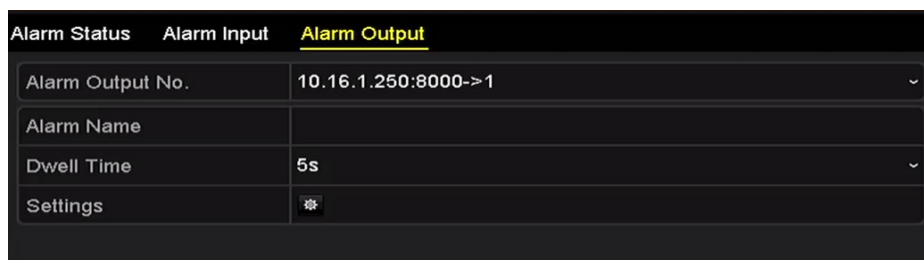 Alarm Status Alarm Input Alarm Output
Alarm Output No. 10.16.1.250:8000->1
Alarm Name
Dwell Time 5s
Settings